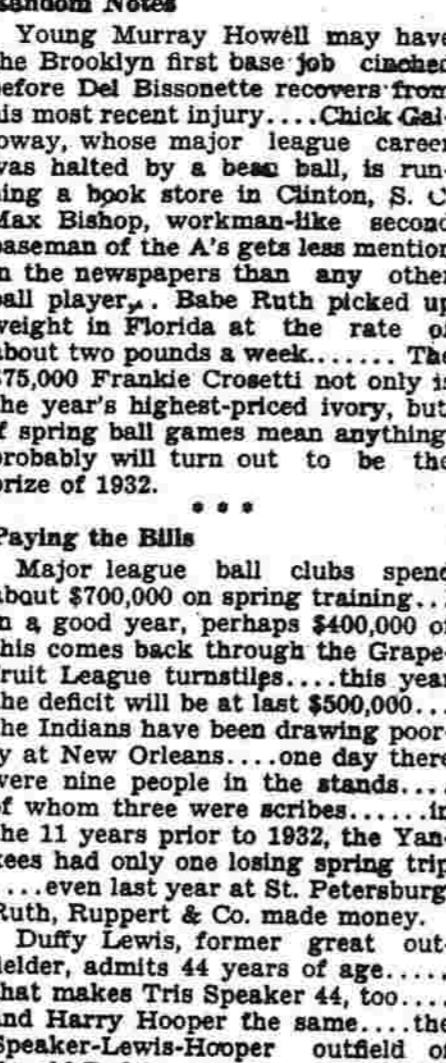 Random Notes
Young Murray Howell may have
the Brooklyn first base job cinched
before Del Bissonette recovers from
his most recent injury....Chick Gal-
loway, whose major league career
was halted by a bean ball, is run-
ning a book store in Clinton, S. C.
Max Bishop, workman-like second
baseman of the A's gets less mention
in the newspapers than any other
ball player... Babe Ruth picked up
weight in Florida at the rate of
about two pounds a week....... The
$75,000 Frankie Crosetti not only is
the year's highest-priced ivory, but
if spring ball games mean anything
probably will turn out to be the
prize of 1932.
* * *
Paying the Bills
Major league ball clubs spend
about $700,000 on spring training...
in a good year, perhaps $400,000 of
this comes back through the Grape-
fruit League turnstiles....this year
the deficit will be at last $500,000...
the Indians have been drawing poor-
ly at New Orleans....one day there
were nine people in the stands....
of whom three were scribes......in
the 11 years prior to 1932, the Yan-
kees had only one losing spring trip
....even last year at St. Petersburg
Ruth, Ruppert & Co. made money.
Duffy Lewis, former great out-
fielder, admits 44 years of age.....
that makes Tris Speaker 44, too....
and Harry Hooper the same....the
Speaker-Lewis-Hooper outfield of